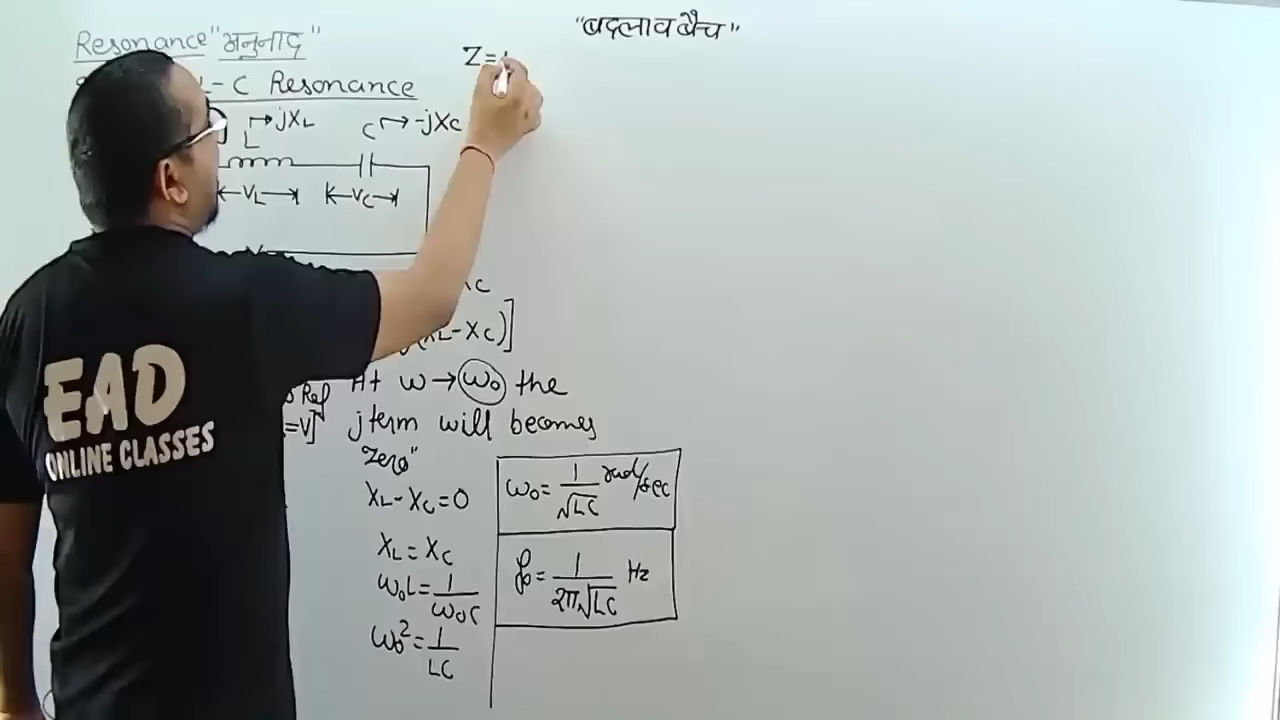 "बदलाव बैच"
Resonance "अनुनाद"
Z=
L-C Resonance
L → jXL
C → -jXC
VL
VC
V
XC
XL-XC)]
At ω→ω0 the
Ref
=V]
j term will becomes
zero"
XL-XC=0
XL=XC
ω0L=1/ω0C
ω0²=1/LC
ω0=1/√LC rad/sec
f0=1/2π√LC Hz
EAD
ONLINE CLASSES